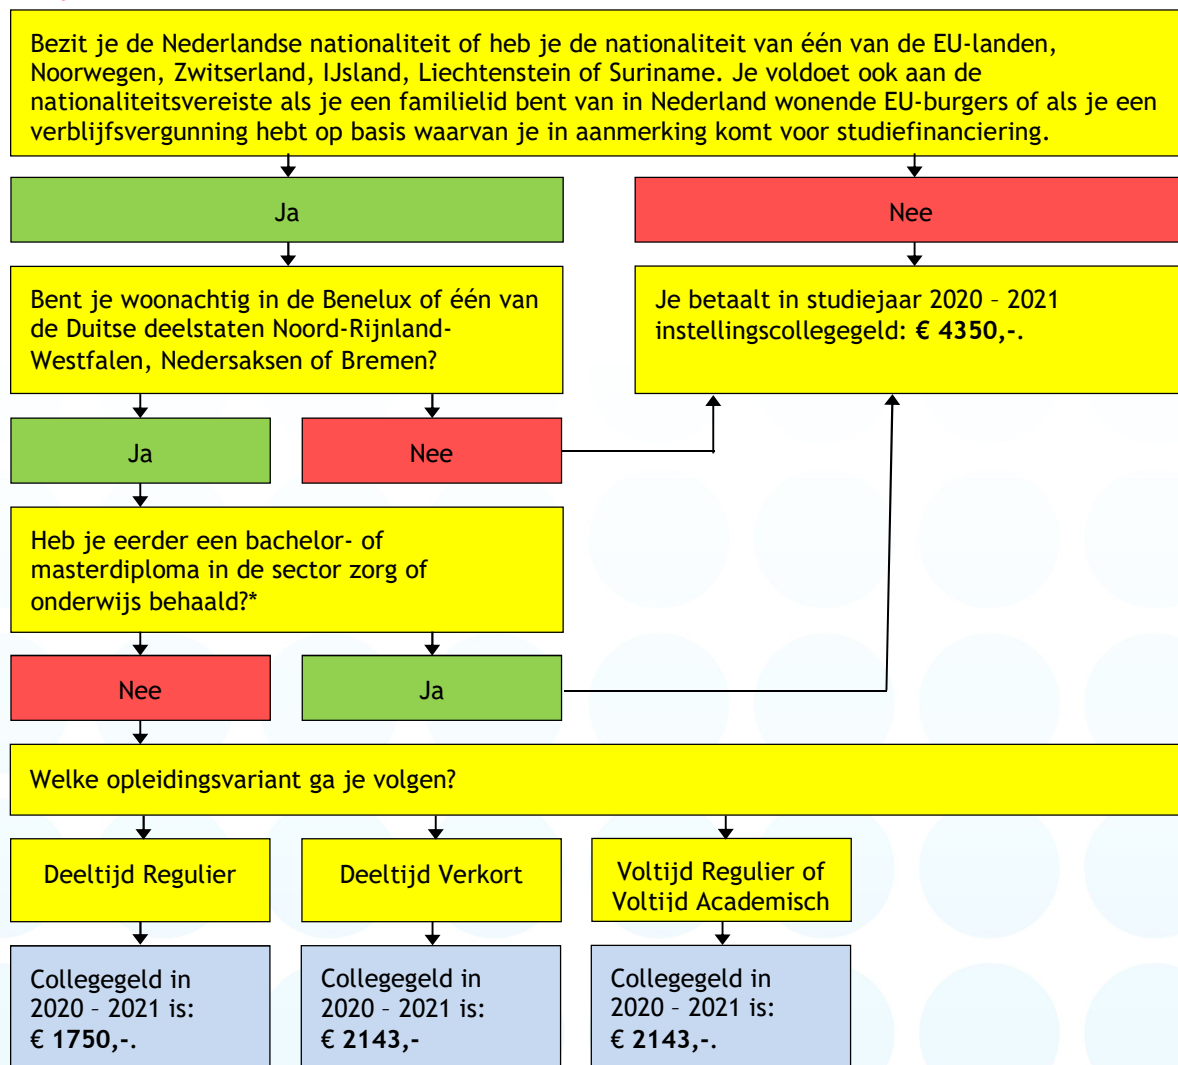 Bezit je de Nederlandse nationaliteit of heb je de nationaliteit van één van de EU-landen,
Noorwegen, Zwitserland, IJsland, Liechtenstein of Suriname. Je voldoet ook aan de
nationaliteitsvereiste als je een familielid bent van in Nederland wonende EU-burgers of als je een
verblijfsvergunning hebt op basis waarvan je in aanmerking komt voor studiefinanciering.
Ja
Nee
Bent je woonachtig in de Benelux of één van
de Duitse deelstaten Noord-Rijnland-
Westfalen, Nedersaksen of Bremen?
Je betaalt in studiejaar 2020 – 2021
instellingscollegegeld: € 4350,-.
Ja
Nee
Heb je eerder een bachelor- of
masterdiploma in de sector zorg of
onderwijs behaald?*
Nee
Ja
Welke opleidingsvariant ga je volgen?
Deeltijd Regulier
Deeltijd Verkort
Voltijd Regulier of
Voltijd Academisch
Collegegeld in
2020 – 2021 is:
€ 1750,-.
Collegegeld in
2020 – 2021 is:
€ 2143,-
Collegegeld in
2020 – 2021 is:
€ 2143,-.